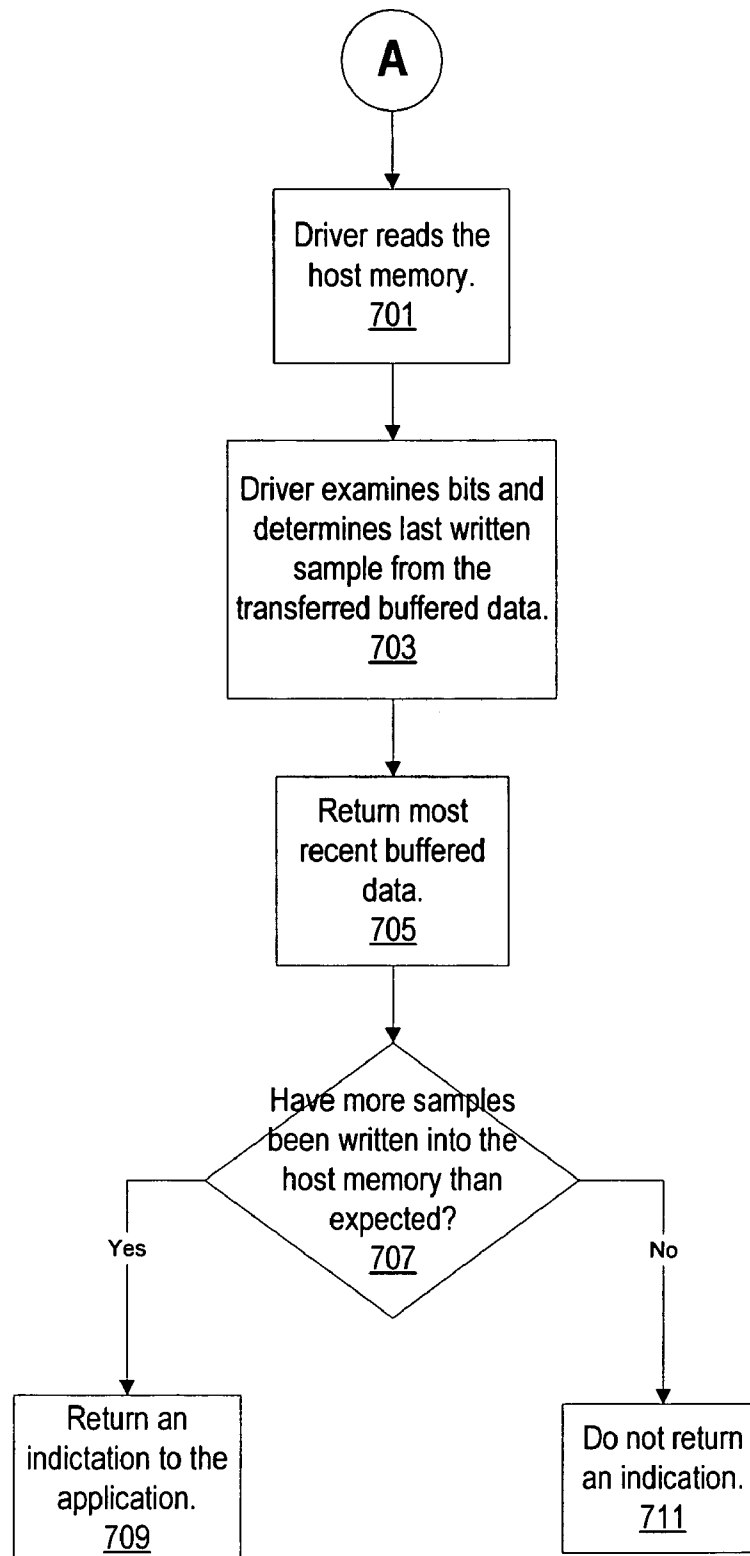 A
Driver reads the
host memory.
701
Driver examines bits and
determines last written
sample from the
transferred buffered data.
703
Return most
recent buffered
data.
705
Have more samples
been written into the
host memory than
expected?
707
Yes
No
Return an
indictation to the
application.
709
Do not return
an indication.
711